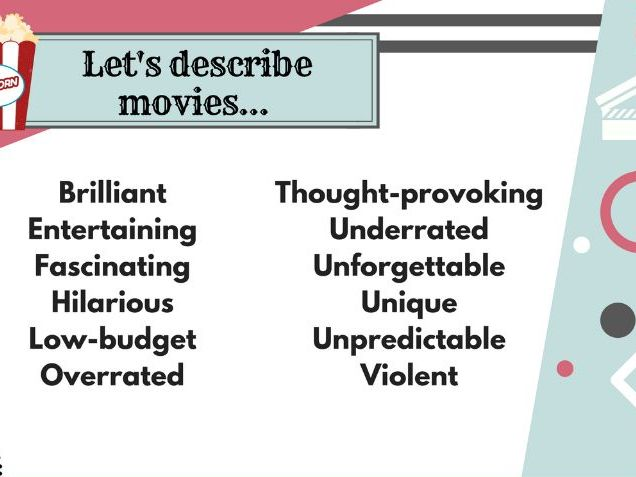 Let's describe
movies...
Brilliant
Entertaining
Fascinating
Hilarious
Low-budget
Overrated
Thought-provoking
Underrated
Unforgettable
Unique
Unpredictable
Violent